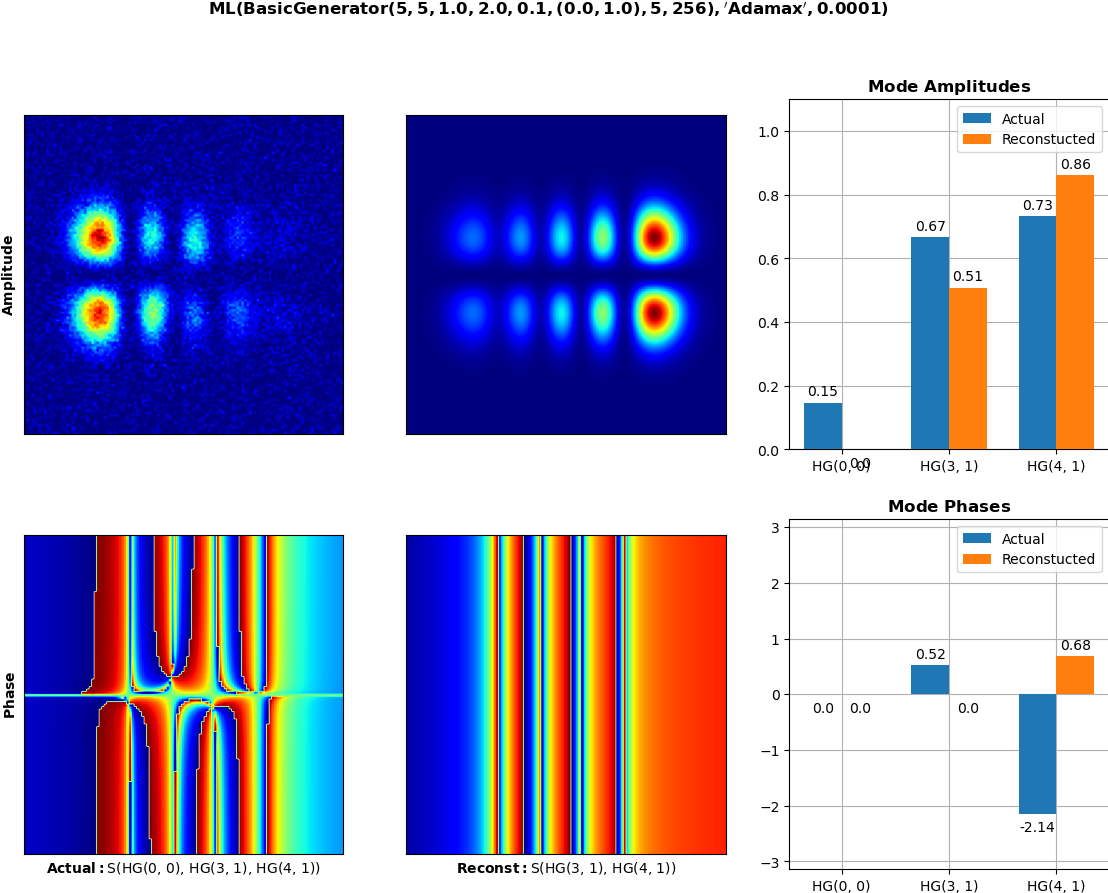 ML(BasicGenerator(5, 5, 1.0, 2.0, 0.1, (0.0, 1.0), 5, 256), ′Adamax′, 0.0001)
Amplitude
Mode Amplitudes
Actual
Reconstucted
1.0
0.8
0.6
0.4
0.2
0.0
0.15
0.0
0.67
0.51
0.73
0.86
HG(0, 0)
HG(3, 1)
HG(4, 1)
Phase
Actual: S(HG(0, 0), HG(3, 1), HG(4, 1))
Reconst: S(HG(3, 1), HG(4, 1))
Mode Phases
Actual
Reconstucted
3
2
1
0
−1
−2
−3
0.0
0.0
0.52
0.0
-2.14
0.68
HG(0, 0)
HG(3, 1)
HG(4, 1)